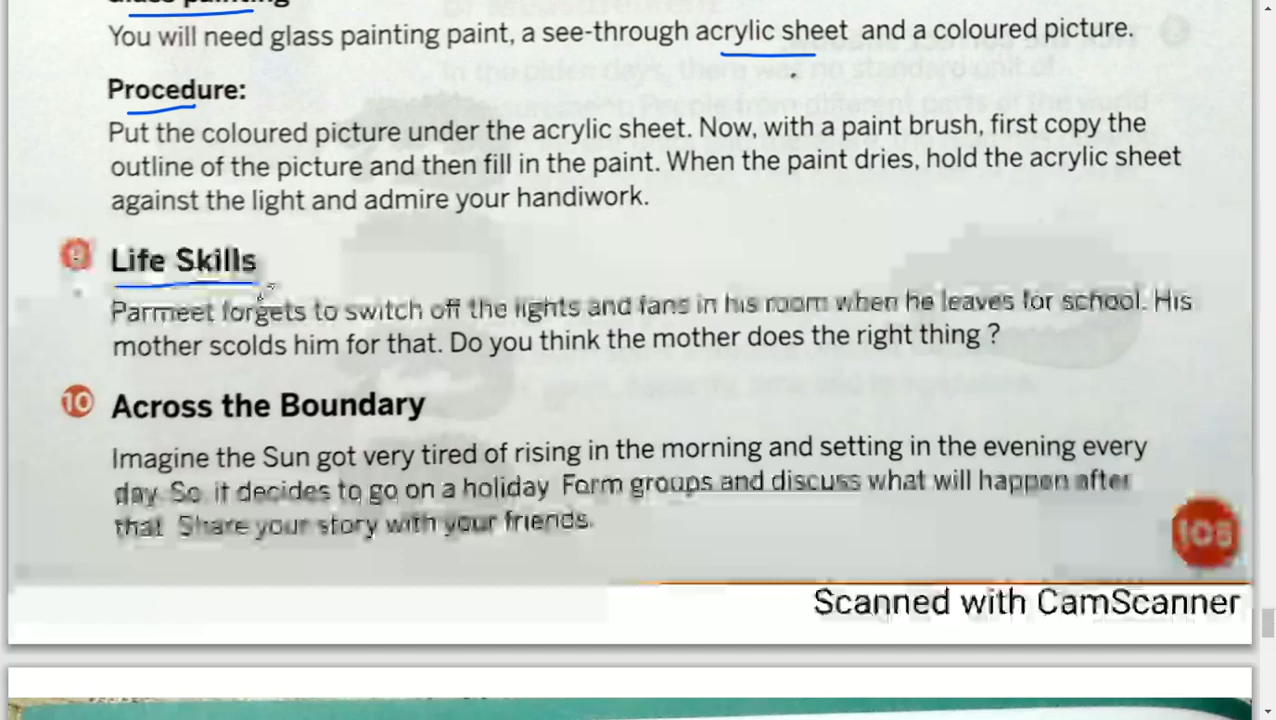 Glass painting
You will need glass painting paint, a see-through acrylic sheet and a coloured picture.
Procedure:
Put the coloured picture under the acrylic sheet. Now, with a paint brush, first copy the
outline of the picture and then fill in the paint. When the paint dries, hold the acrylic sheet
against the light and admire your handiwork.
9 Life Skills
Parmeet forgets to switch off the lights and fans in his room when he leaves for school. His
mother scolds him for that. Do you think the mother does the right thing ?
10 Across the Boundary
Imagine the Sun got very tired of rising in the morning and setting in the evening every
day. So, it decides to go on a holiday. Form groups and discuss what will happen after
that. Share your story with your friends.
Scanned with CamScanner